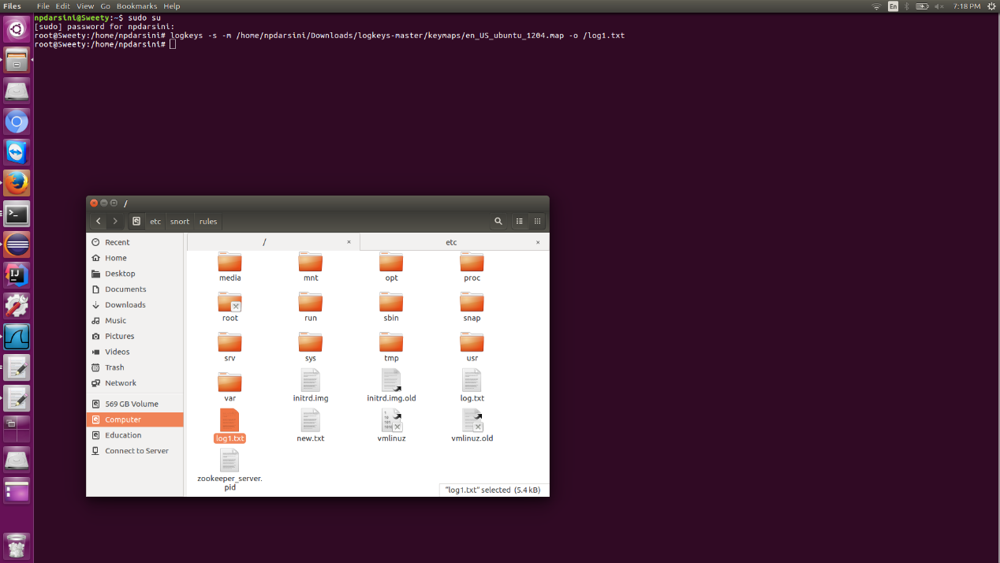 Files File Edit View Go Bookmarks Help En 7:18 PM
npdarsini@Sweety:~$ sudo su
[sudo] password for npdarsini:
root@Sweety:/home/npdarsini# logkeys -s -m /home/npdarsini/Downloads/logkeys-master/keymaps/en_US_ubuntu_1204.map -o /log1.txt
root@Sweety:/home/npdarsini#
/
etc snort rules
Recent
Home
Desktop
Documents
Downloads
Music
Pictures
Videos
Trash
Network
569 GB Volume
Computer
Education
Connect to Server
/ etc
media mnt opt proc
root run sbin snap
srv sys tmp usr
var initrd.img initrd.img.old log.txt
log1.txt new.txt vmlinuz vmlinuz.old
zookeeper_server.
pid
"log1.txt" selected (5.4 kB)
IJ